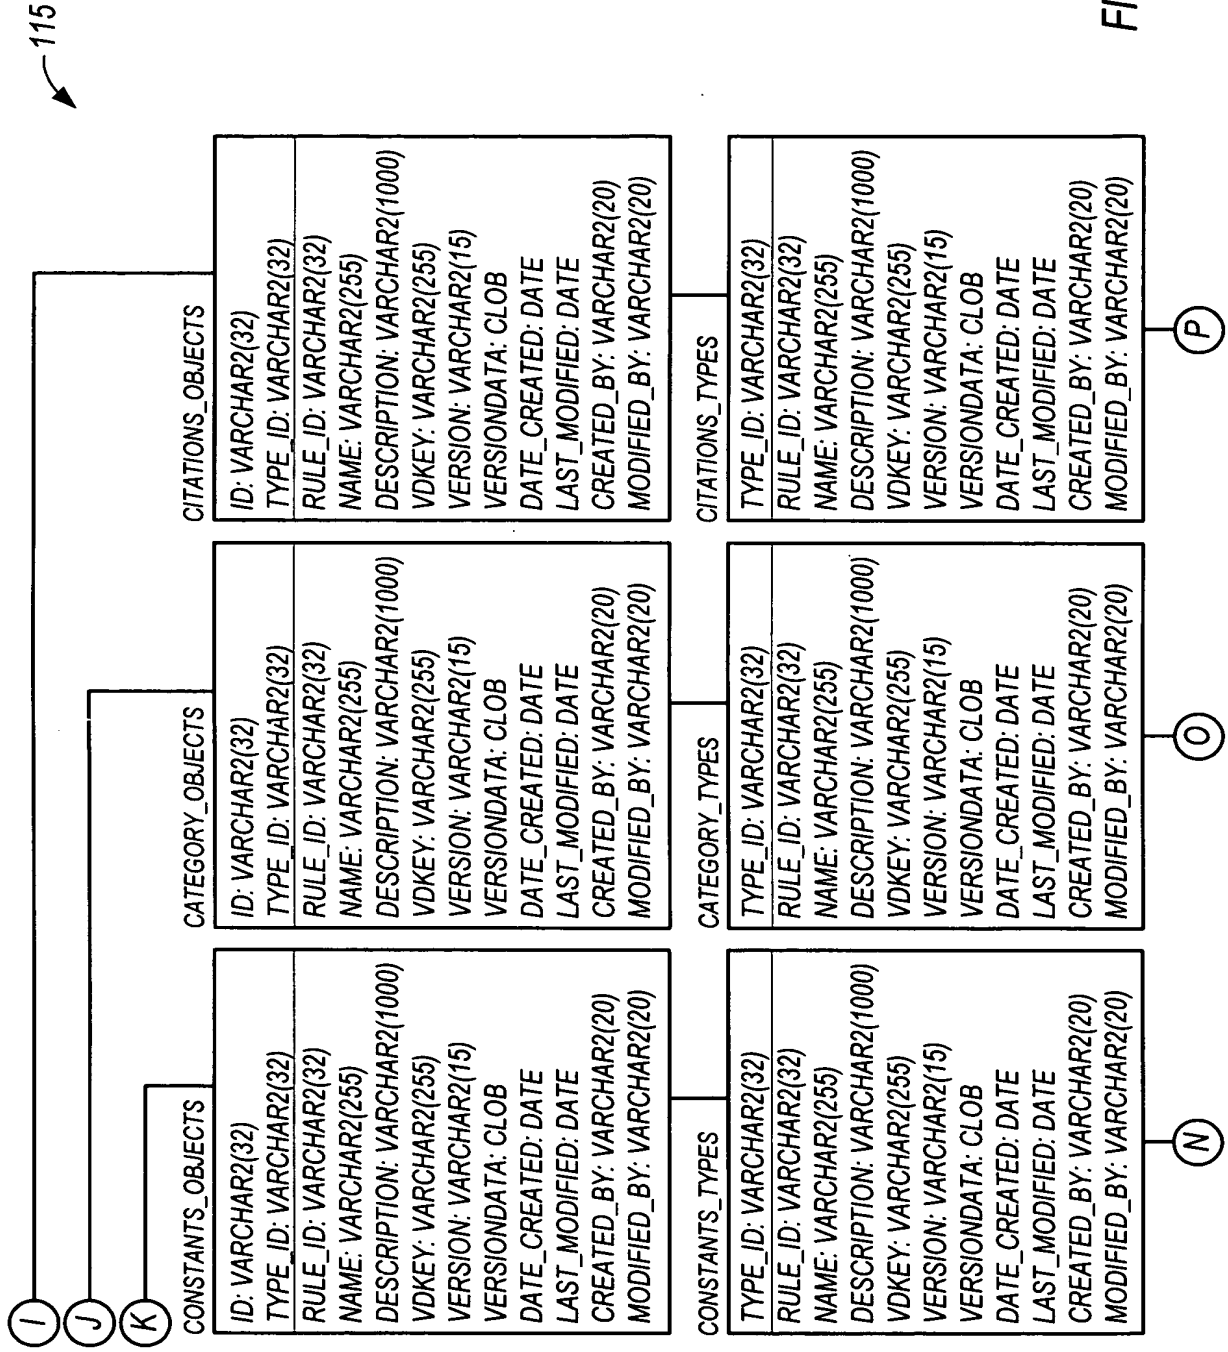 115
I
J
K
CONSTANTS_OBJECTS
ID: VARCHAR2(32)
TYPE_ID: VARCHAR2(32)
RULE_ID: VARCHAR2(32)
NAME: VARCHAR2(255)
DESCRIPTION: VARCHAR2(1000)
VDKEY: VARCHAR2(255)
VERSION: VARCHAR2(15)
VERSIONDATA: CLOB
DATE_CREATED: DATE
LAST_MODIFIED: DATE
CREATED_BY: VARCHAR2(20)
MODIFIED_BY: VARCHAR2(20)
CATEGORY_OBJECTS
ID: VARCHAR2(32)
TYPE_ID: VARCHAR2(32)
RULE_ID: VARCHAR2(32)
NAME: VARCHAR2(255)
DESCRIPTION: VARCHAR2(1000)
VDKEY: VARCHAR2(255)
VERSION: VARCHAR2(15)
VERSIONDATA: CLOB
DATE_CREATED: DATE
LAST_MODIFIED: DATE
CREATED_BY: VARCHAR2(20)
MODIFIED_BY: VARCHAR2(20)
CITATIONS_OBJECTS
ID: VARCHAR2(32)
TYPE_ID: VARCHAR2(32)
RULE_ID: VARCHAR2(32)
NAME: VARCHAR2(255)
DESCRIPTION: VARCHAR2(1000)
VDKEY: VARCHAR2(255)
VERSION: VARCHAR2(15)
VERSIONDATA: CLOB
DATE_CREATED: DATE
LAST_MODIFIED: DATE
CREATED_BY: VARCHAR2(20)
MODIFIED_BY: VARCHAR2(20)
CONSTANTS_TYPES
TYPE_ID: VARCHAR2(32)
RULE_ID: VARCHAR2(32)
NAME: VARCHAR2(255)
DESCRIPTION: VARCHAR2(1000)
VDKEY: VARCHAR2(255)
VERSION: VARCHAR2(15)
VERSIONDATA: CLOB
DATE_CREATED: DATE
LAST_MODIFIED: DATE
CREATED_BY: VARCHAR2(20)
MODIFIED_BY: VARCHAR2(20)
CATEGORY_TYPES
TYPE_ID: VARCHAR2(32)
RULE_ID: VARCHAR2(32)
NAME: VARCHAR2(255)
DESCRIPTION: VARCHAR2(1000)
VDKEY: VARCHAR2(255)
VERSION: VARCHAR2(15)
VERSIONDATA: CLOB
DATE_CREATED: DATE
LAST_MODIFIED: DATE
CREATED_BY: VARCHAR2(20)
MODIFIED_BY: VARCHAR2(20)
CITATIONS_TYPES
TYPE_ID: VARCHAR2(32)
RULE_ID: VARCHAR2(32)
NAME: VARCHAR2(255)
DESCRIPTION: VARCHAR2(1000)
VDKEY: VARCHAR2(255)
VERSION: VARCHAR2(15)
VERSIONDATA: CLOB
DATE_CREATED: DATE
LAST_MODIFIED: DATE
CREATED_BY: VARCHAR2(20)
MODIFIED_BY: VARCHAR2(20)
N
O
P